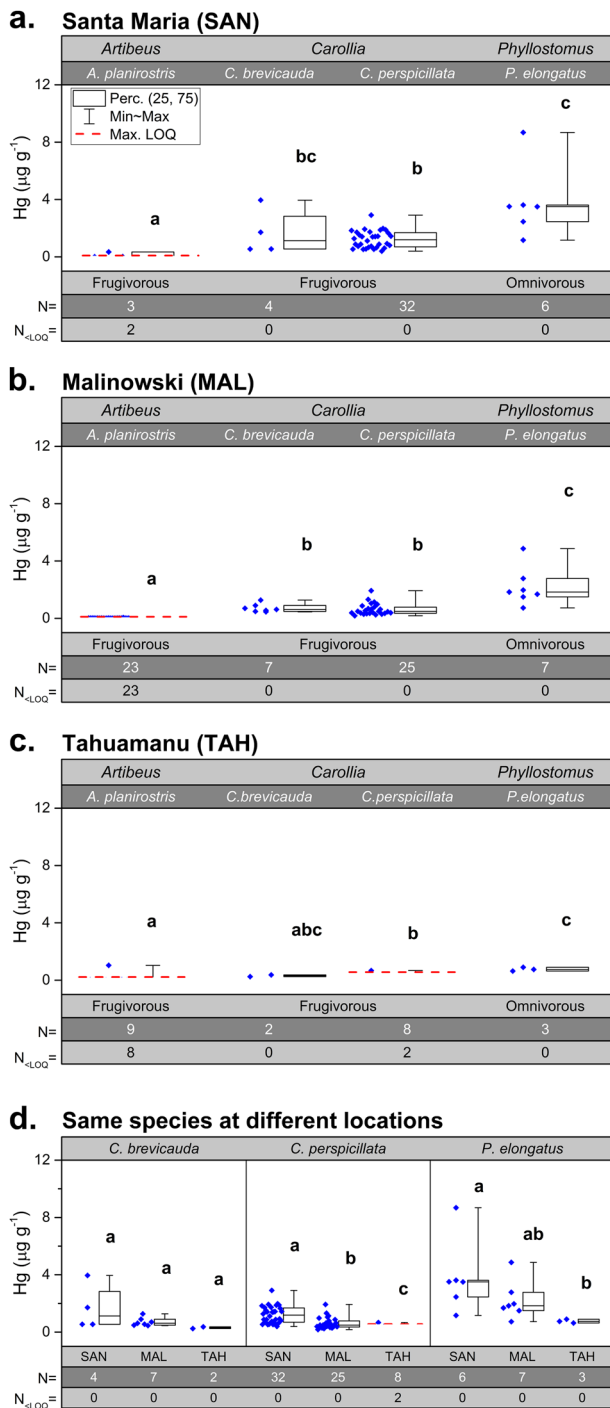 a. Santa Maria (SAN)
Artibeus Carollia Phyllostomus
A. planirostris C. brevicauda C. perspicillata P. elongatus
12
Perc. (25, 75)
Min~Max
Max. LOQ
8
4
0
Hg (µg g⁻¹)
a bc b c
Frugivorous Frugivorous Omnivorous
N= 3 4 32 6
N<LOQ= 2 0 0 0
b. Malinowski (MAL)
Artibeus Carollia Phyllostomus
A. planirostris C. brevicauda C. perspicillata P. elongatus
12
8
4
0
Hg (µg g⁻¹)
a b b c
Frugivorous Frugivorous Omnivorous
N= 23 7 25 7
N<LOQ= 23 0 0 0
c. Tahuamanu (TAH)
Artibeus Carollia Phyllostomus
A. planirostris C.brevicauda C.perspicillata P.elongatus
12
8
4
0
Hg (µg g⁻¹)
a abc b c
Frugivorous Frugivorous Omnivorous
N= 9 2 8 3
N<LOQ= 8 0 2 0
d. Same species at different locations
C. brevicauda C. perspicillata P. elongatus
12
8
4
0
Hg (µg g⁻¹)
a a a a b c a ab b
SAN MAL TAH SAN MAL TAH SAN MAL TAH
N= 4 7 2 32 25 8 6 7 3
N<LOQ= 0 0 0 0 0 2 0 0 0